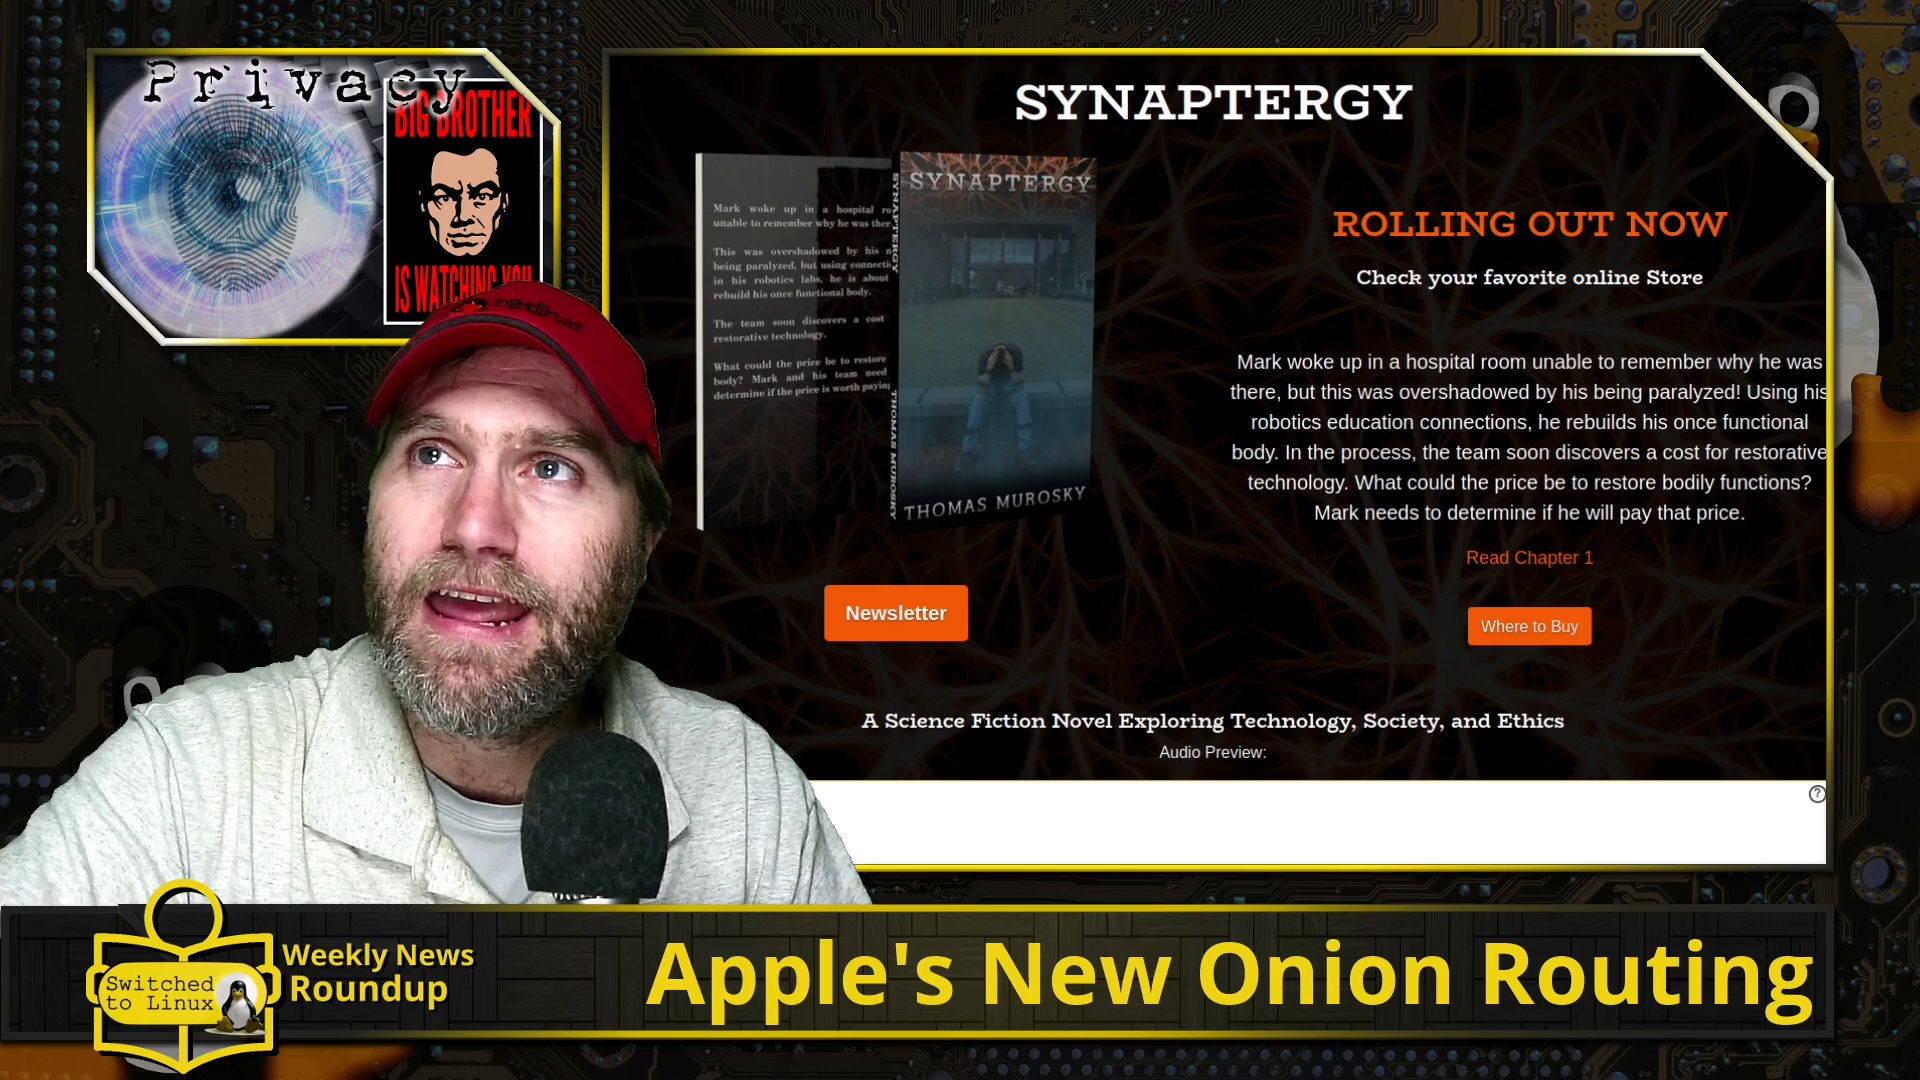 Privacy
BIG BROTHER
IS WATCHING YOU
redhat
SYNAPTERGY
Mark woke up in a hospital
unable to remember why he was
This was overshadowed by his
being paralyzed, but using
in his robotics labs, he is about
rebuild his once functional body.
The team soon discovers a cost
restorative technology.
What could the price be to restore
body? Mark and his team need
determine if the price is worth
SYNAPTERGY
THOMAS MUROSKY
SYNAPTERGY
THOMAS MUROSKY
Newsletter
ROLLING OUT NOW
Check your favorite online Store
Mark woke up in a hospital room unable to remember why he was
there, but this was overshadowed by his being paralyzed! Using his
robotics education connections, he rebuilds his once functional
body. In the process, the team soon discovers a cost for restorative
technology. What could the price be to restore bodily functions?
Mark needs to determine if he will pay that price.
Read Chapter 1
Where to Buy
A Science Fiction Novel Exploring Technology, Society, and Ethics
Audio Preview:
?
Switched
to Linux
Weekly News
Roundup
Apple's New Onion Routing